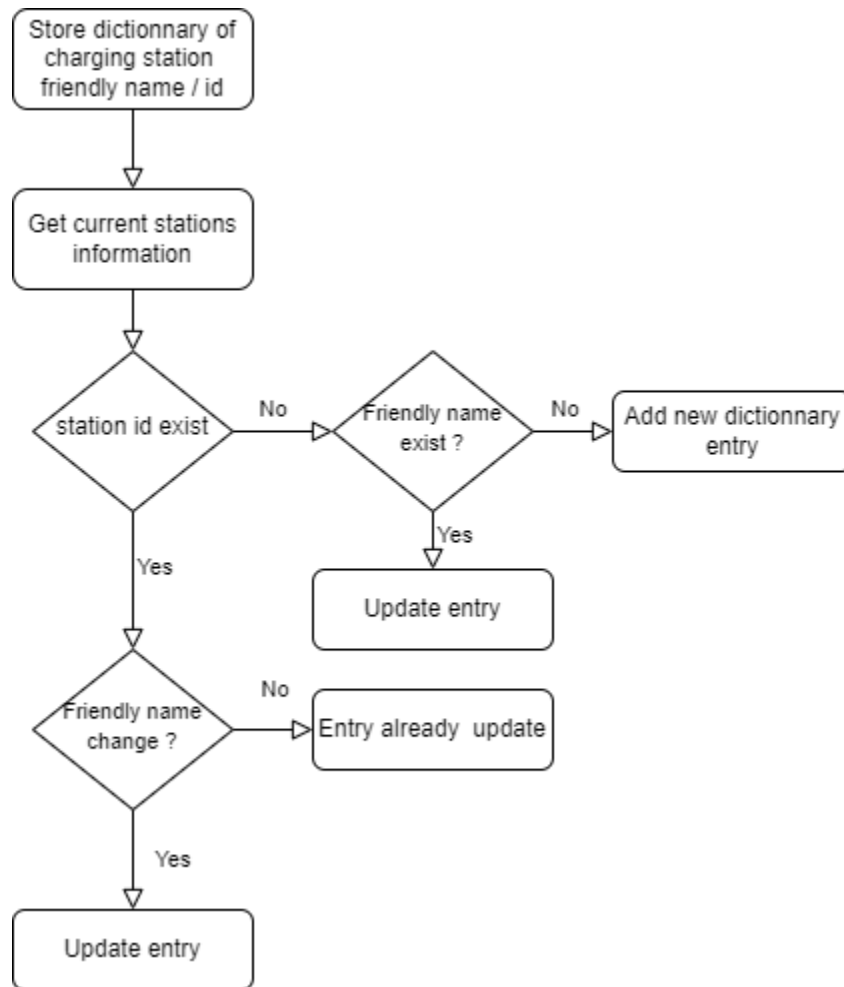 Store dictionnary of
charging station
friendly name / id
Get current stations
information
station id exist
No
Friendly name
exist ?
No
Add new dictionnary
entry
Yes
Update entry
Yes
Friendly name
change ?
No
Entry already update
Yes
Update entry